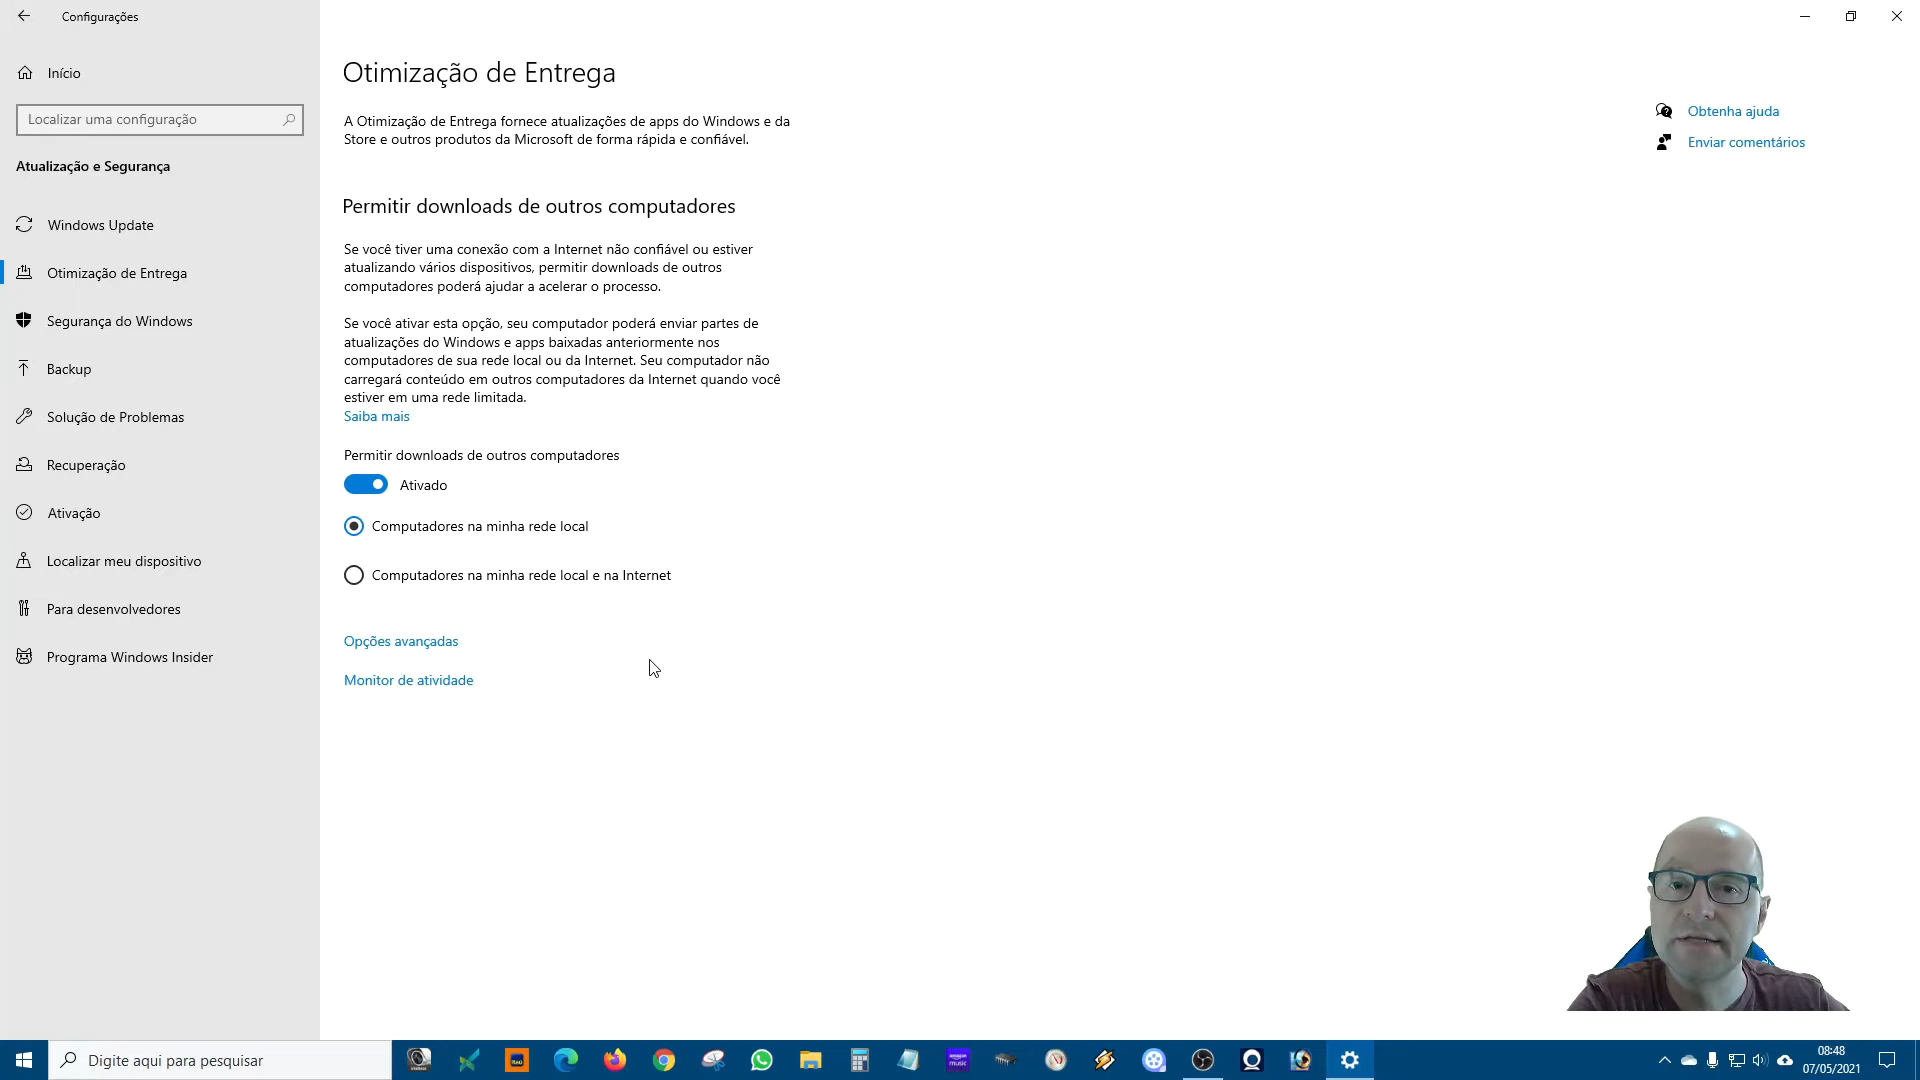 Configurações
Início
Localizar uma configuração
Atualização e Segurança
Windows Update
Otimização de Entrega
Segurança do Windows
Backup
Solução de Problemas
Recuperação
Ativação
Localizar meu dispositivo
Para desenvolvedores
Programa Windows Insider
Otimização de Entrega
A Otimização de Entrega fornece atualizações de apps do Windows e da
Store e outros produtos da Microsoft de forma rápida e confiável.
Permitir downloads de outros computadores
Se você tiver uma conexão com a Internet não confiável ou estiver
atualizando vários dispositivos, permitir downloads de outros
computadores poderá ajudar a acelerar o processo.
Se você ativar esta opção, seu computador poderá enviar partes de
atualizações do Windows e apps baixadas anteriormente nos
computadores de sua rede local ou da Internet. Seu computador não
carregará conteúdo em outros computadores da Internet quando você
estiver em uma rede limitada.
Saiba mais
Permitir downloads de outros computadores
Ativado
Computadores na minha rede local
Computadores na minha rede local e na Internet
Opções avançadas
Monitor de atividade
Obtenha ajuda
Enviar comentários
Digite aqui para pesquisar
amazon
music
08:48
07/05/2021